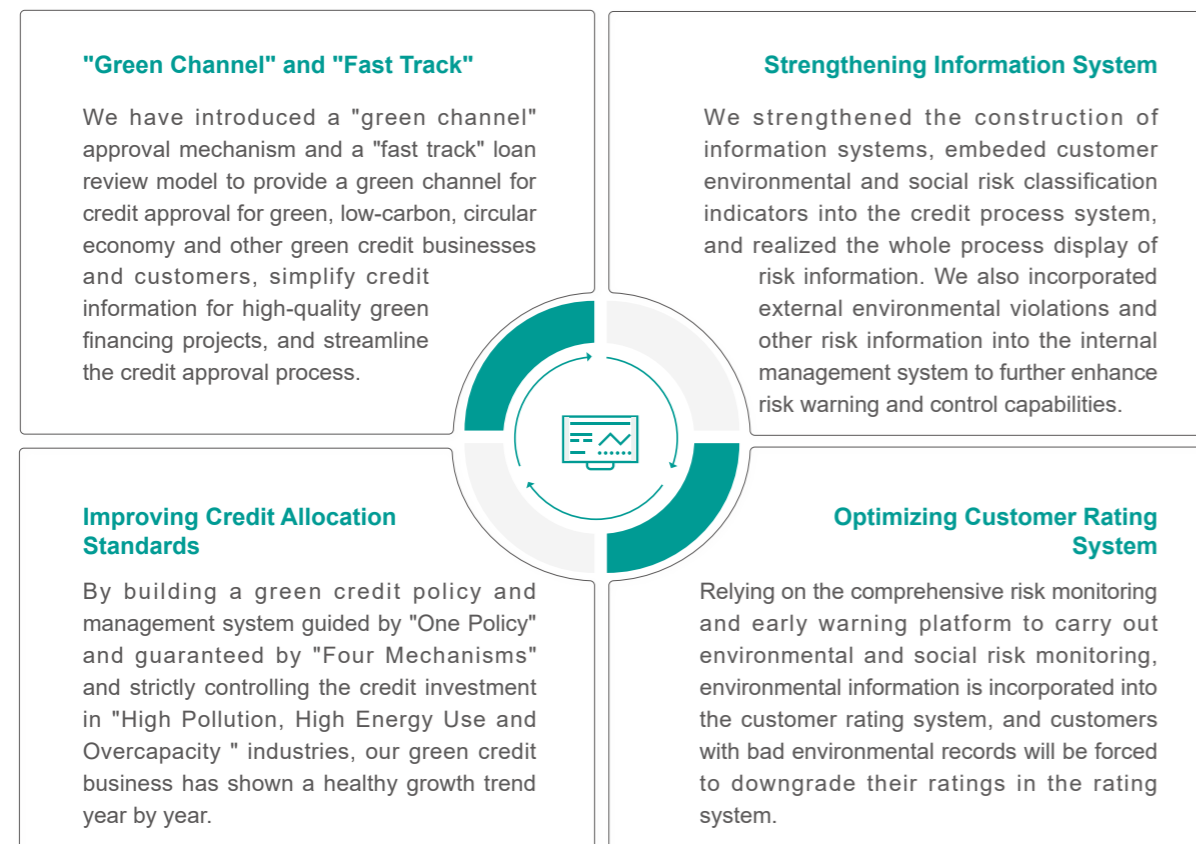 "Green Channel" and "Fast Track"
We have introduced a "green channel"
approval mechanism and a "fast track" loan
review model to provide a green channel for
credit approval for green, low-carbon, circular
economy and other green credit businesses
and customers, simplify credit
information for high-quality green
financing projects, and streamline
the credit approval process.
Strengthening Information System
We strengthened the construction of
information systems, embeded customer
environmental and social risk classification
indicators into the credit process system,
and realized the whole process display of
risk information. We also incorporated
external environmental violations and
other risk information into the internal
management system to further enhance
risk warning and control capabilities.
Improving Credit Allocation
Standards
By building a green credit policy and
management system guided by "One Policy"
and guaranteed by "Four Mechanisms"
and strictly controlling the credit investment
in "High Pollution, High Energy Use and
Overcapacity " industries, our green credit
business has shown a healthy growth trend
year by year.
Optimizing Customer Rating
System
Relying on the comprehensive risk monitoring
and early warning platform to carry out
environmental and social risk monitoring,
environmental information is incorporated into
the customer rating system, and customers
with bad environmental records will be forced
to downgrade their ratings in the rating
system.